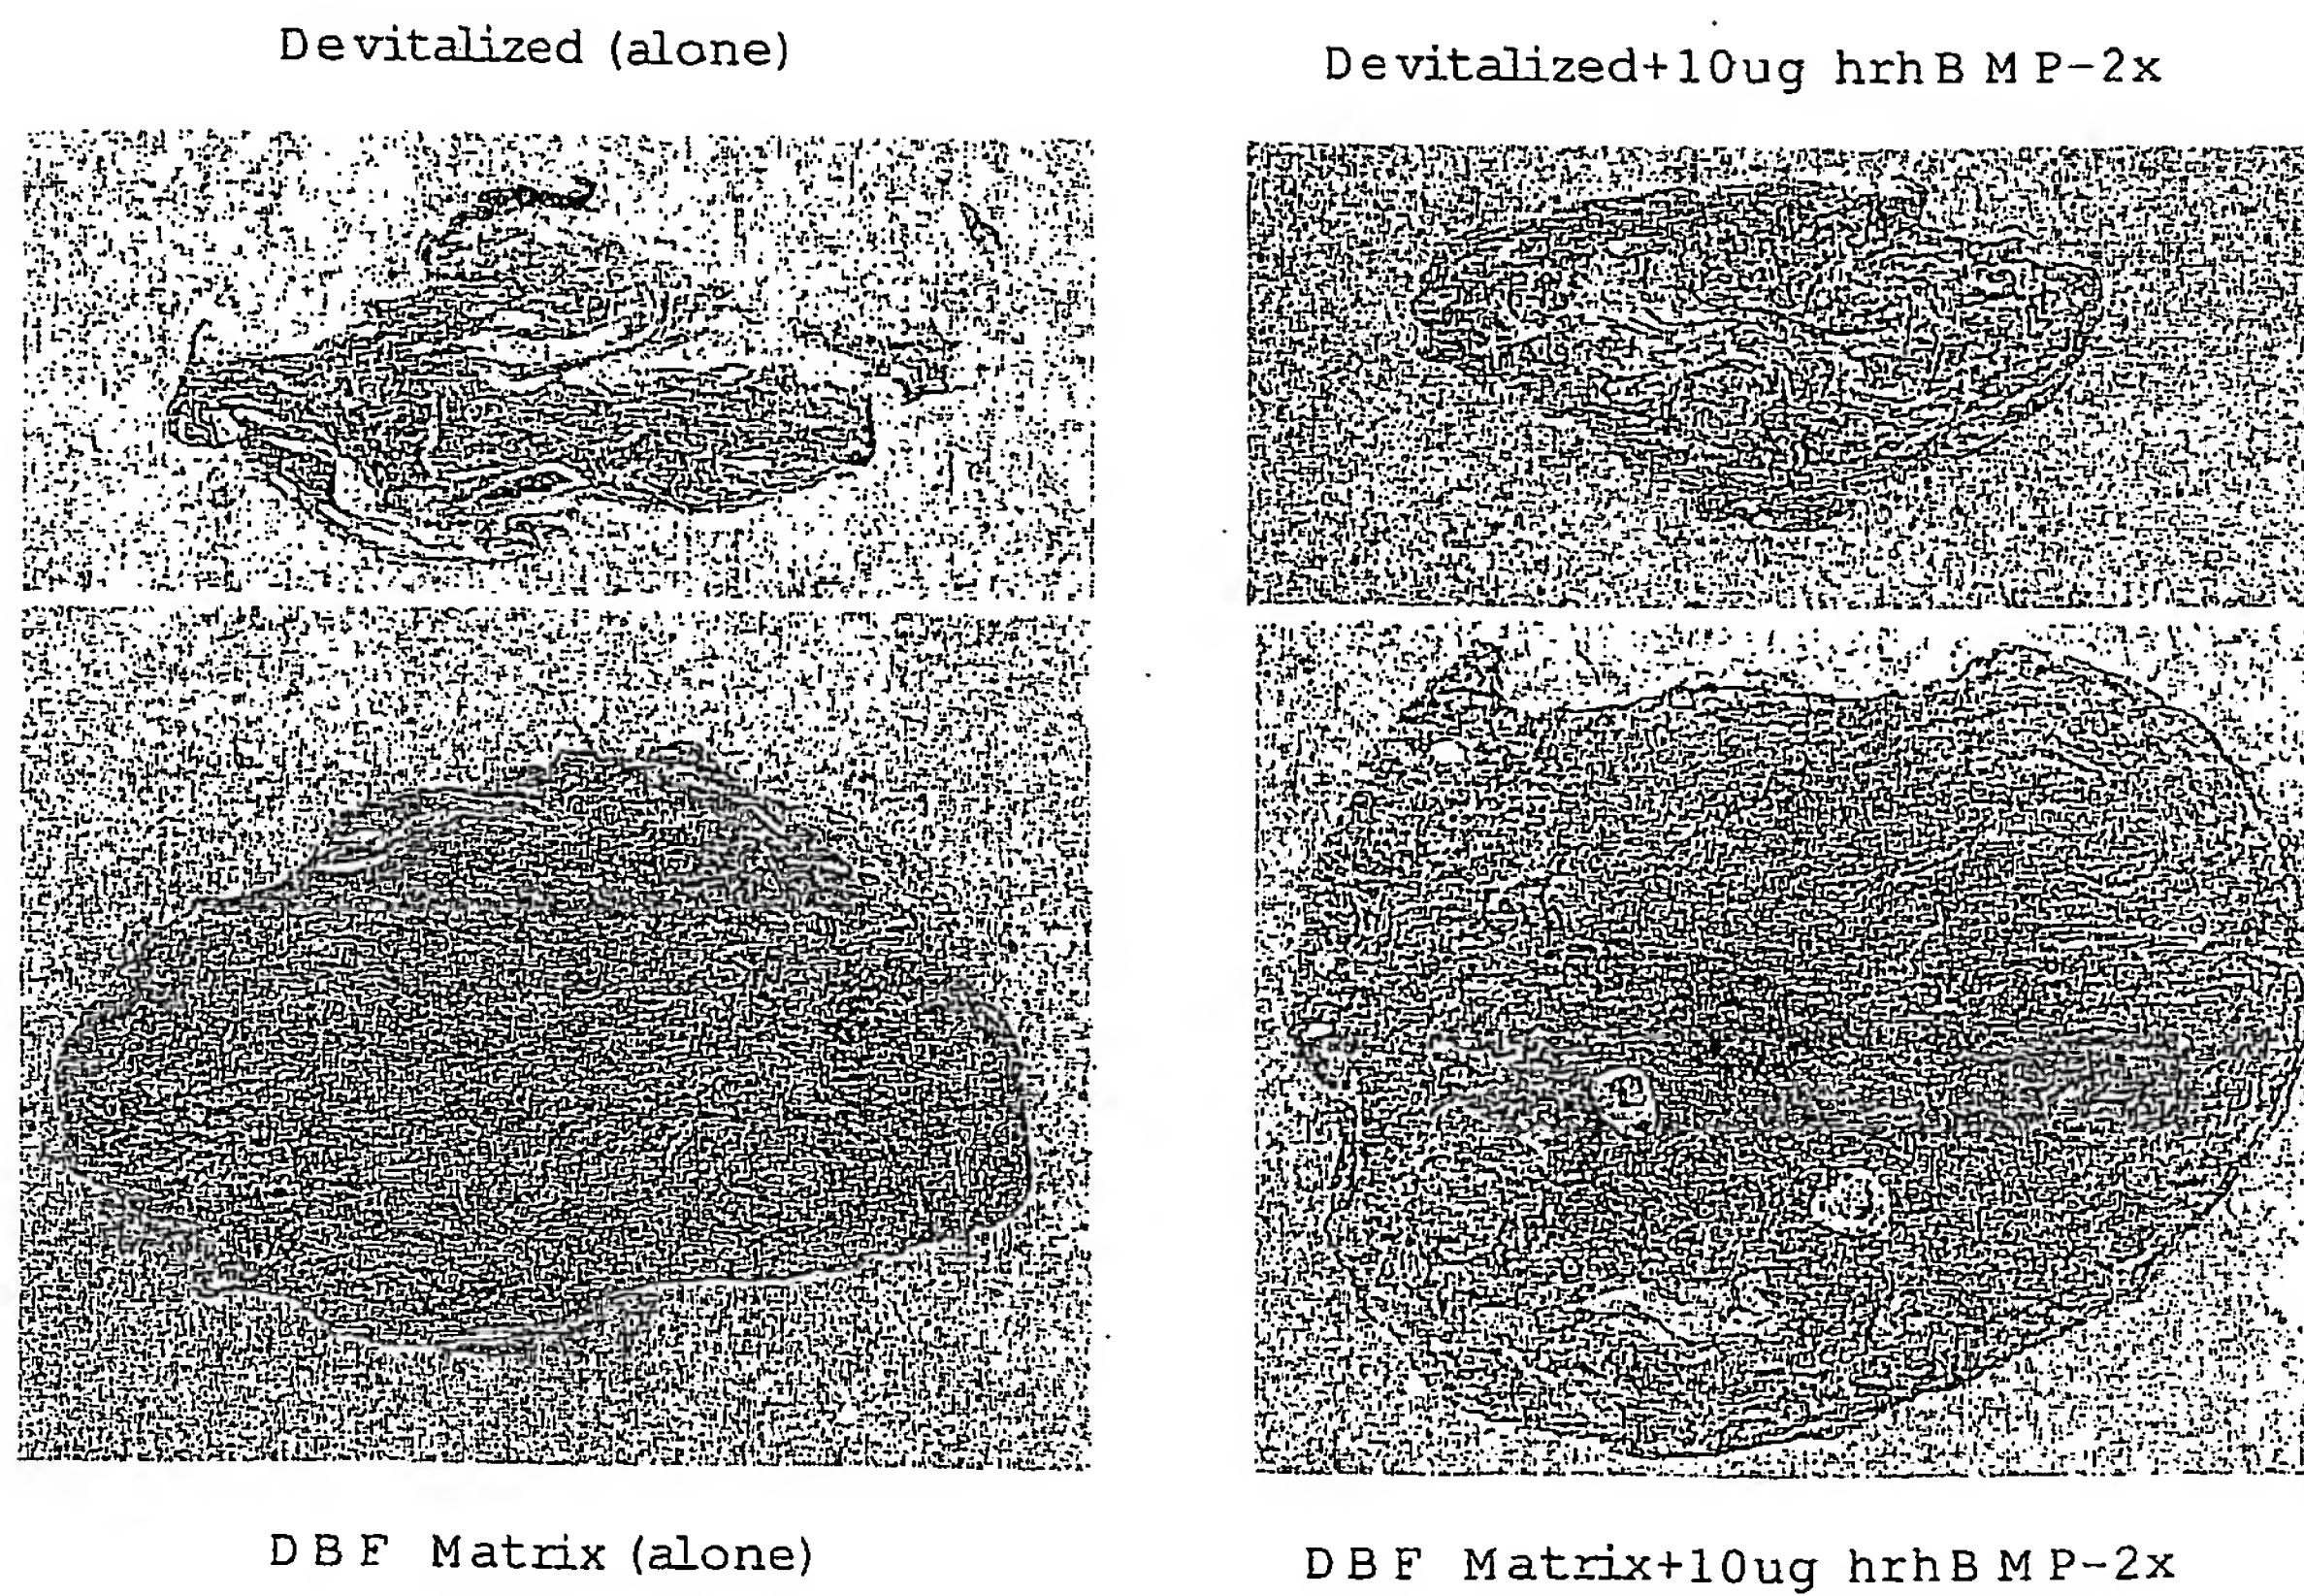 Devitalized (alone)
Devitalized+10ug hrhBMP-2x
DBF Matrix (alone)
DBF Matrix+10ug hrhBMP-2x